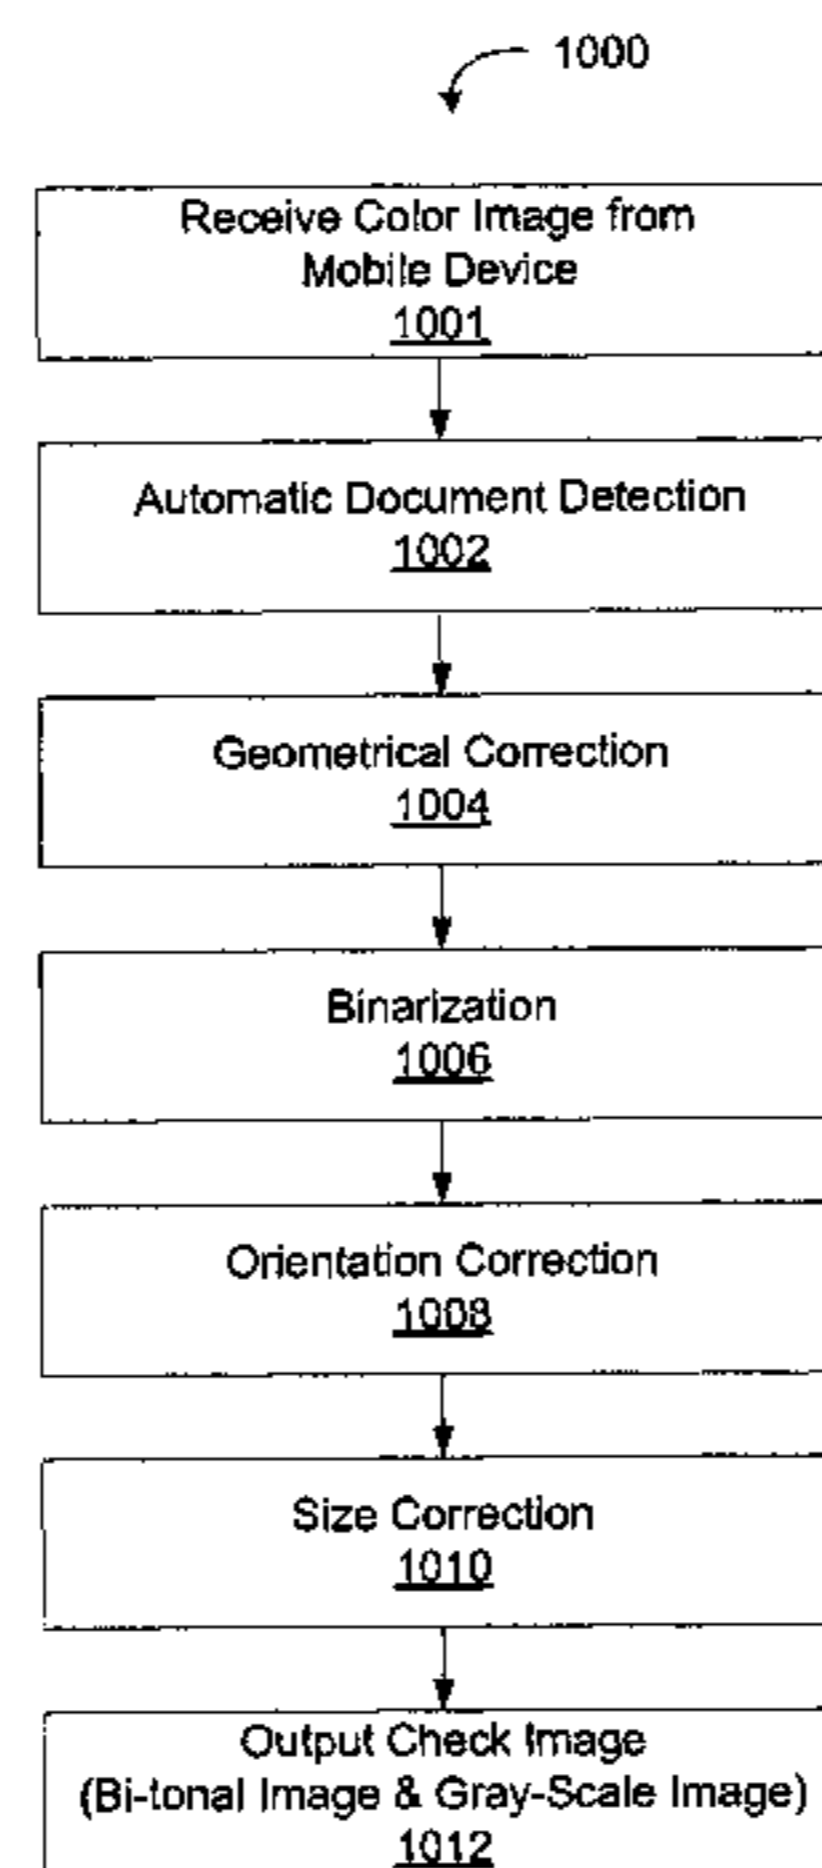 1000
Receive Color Image from
Mobile Device
1001
Automatic Document Detection
1002
Geometrical Correction
1004
Binarization
1006
Orientation Correction
1008
Size Correction
1010
Output Check Image
(Bi-tonal Image & Gray-Scale Image)
1012